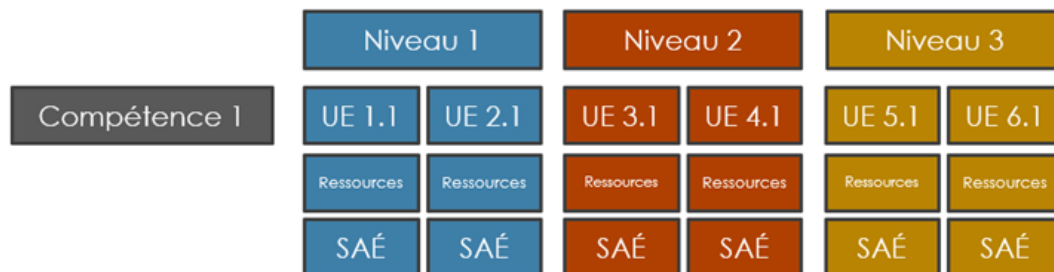 Niveau 1 Niveau 2 Niveau 3
Compétence 1 UE 1.1 UE 2.1 UE 3.1 UE 4.1 UE 5.1 UE 6.1
Ressources Ressources Ressources Ressources Ressources Ressources
SAÉ SAÉ SAÉ SAÉ SAÉ SAÉ